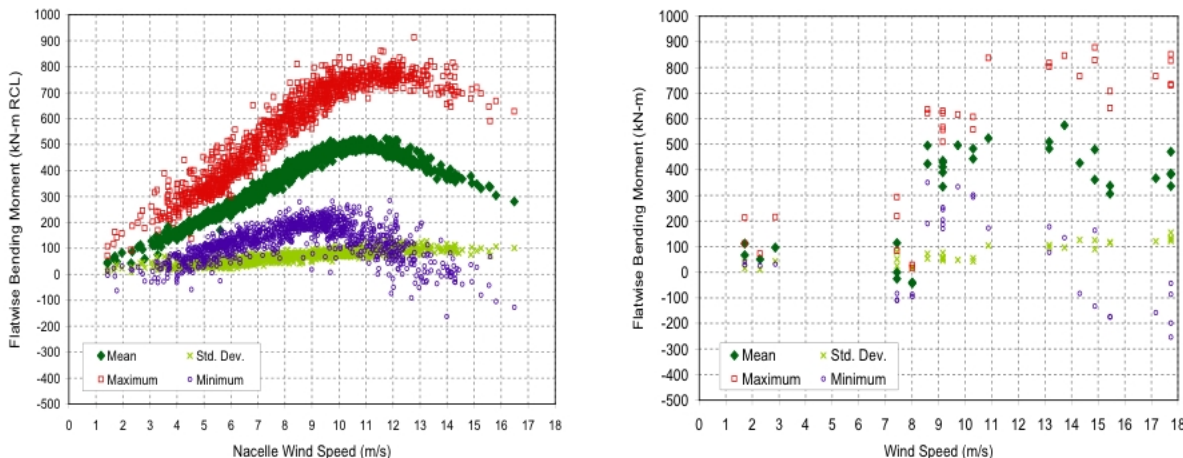 Flatwise Bending Moment (kN-m RCL)
1000
900
800
700
600
500
400
300
200
100
0
-100
-200
-300
-400
-500
Mean
Std. Dev.
Maximum
Minimum
0 1 2 3 4 5 6 7 8 9 10 11 12 13 14 15 16 17 18
Nacelle Wind Speed (m/s)
Flatwise Bending Moment (kN-m)
1000
900
800
700
600
500
400
300
200
100
0
-100
-200
-300
-400
-500
Mean
Std. Dev.
Maximum
Minimum
0 1 2 3 4 5 6 7 8 9 10 11 12 13 14 15 16 17 18
Wind Speed (m/s)